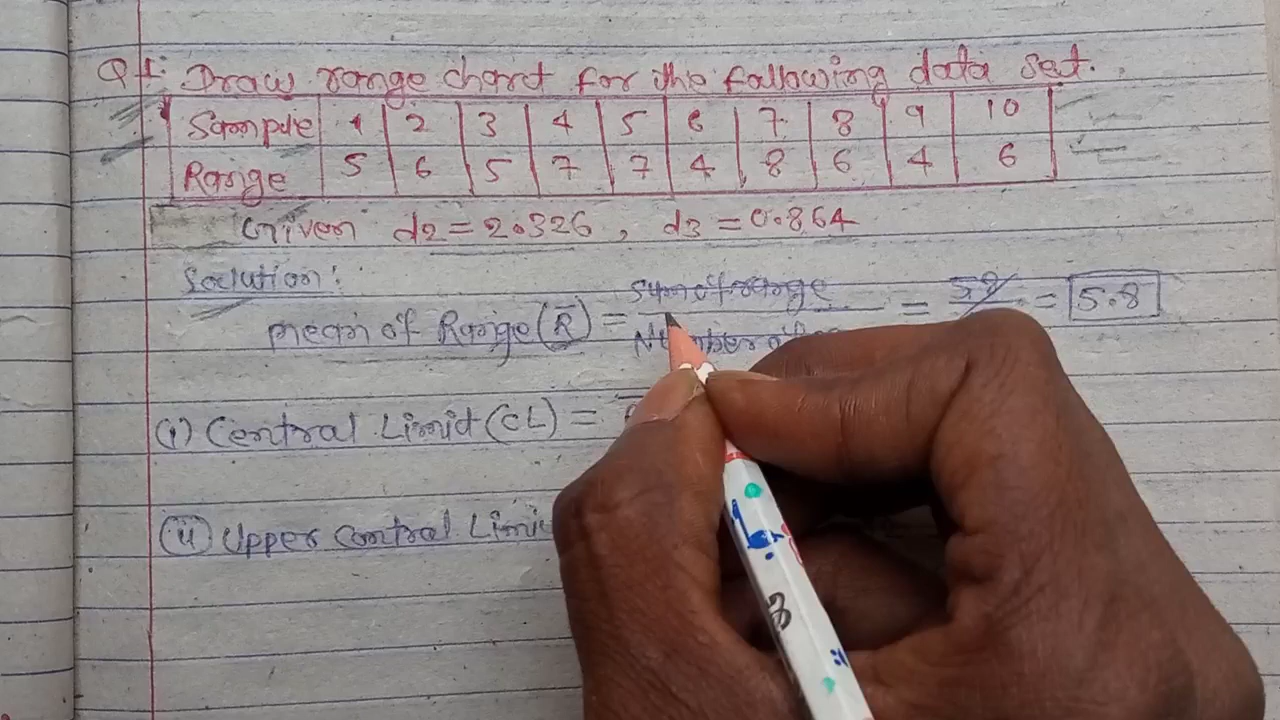 Q1: Draw range chart for the following data set.
Sample 1 2 3 4 5 6 7 8 9 10
Range 5 6 5 7 7 4 8 6 4 6
Given d2 = 2.326, d3 = 0.864
Solution:
mean of Range (R̄) = Sum of range / Number of = 58 / = 5.8
(i) Central Limit (CL) =
(ii) Upper Control Limit